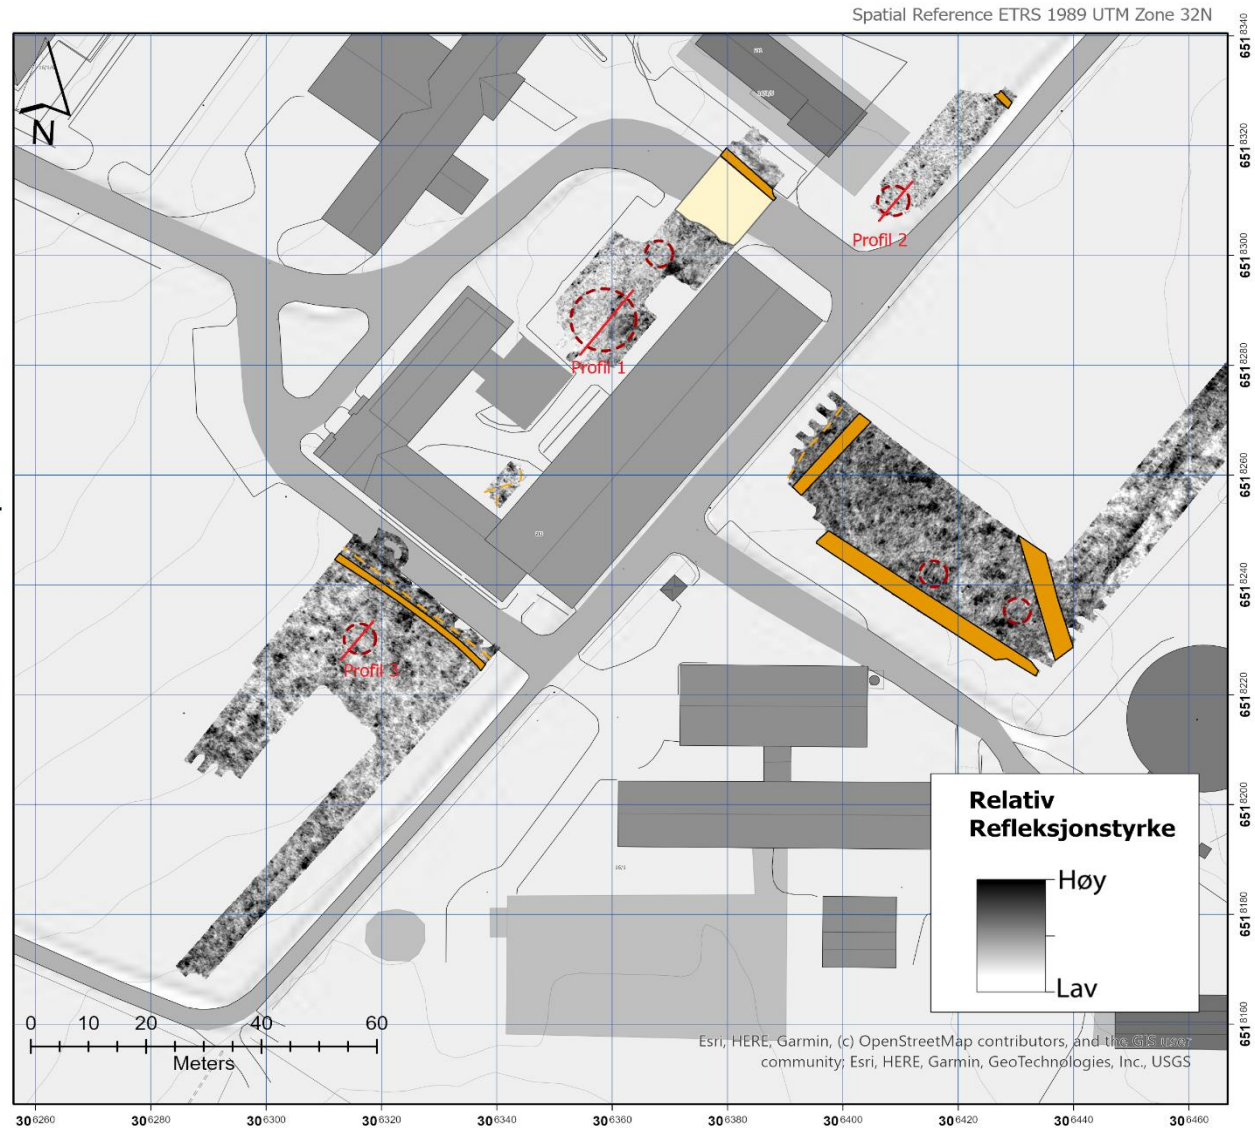 Spatial Reference ETRS 1989 UTM Zone 32N
6518340
N
6518320
Profil 2
6518300
6518280
Profil 1
6518260
6518240
Profil 3
6518220
Relativ
Refleksjonstyrke
6518200
Høy
6518180
Lav
6518160
0 10 20 40 60
Meters
Esri, HERE, Garmin, (c) OpenStreetMap contributors, and the GIS user
community; Esri, HERE, Garmin, GeoTechnologies, Inc., USGS
306260 306280 306300 306320 306340 306360 306380 306400 306420 306440 306460